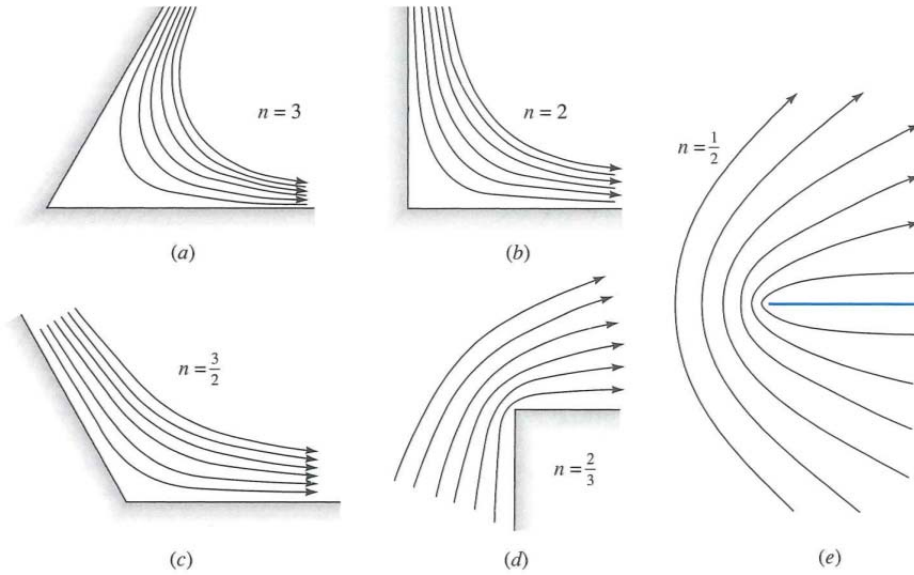 n = 3
(a)
n = 2
(b)
n = 1/2
n = 3/2
(c)
n = 2/3
(d)
(e)